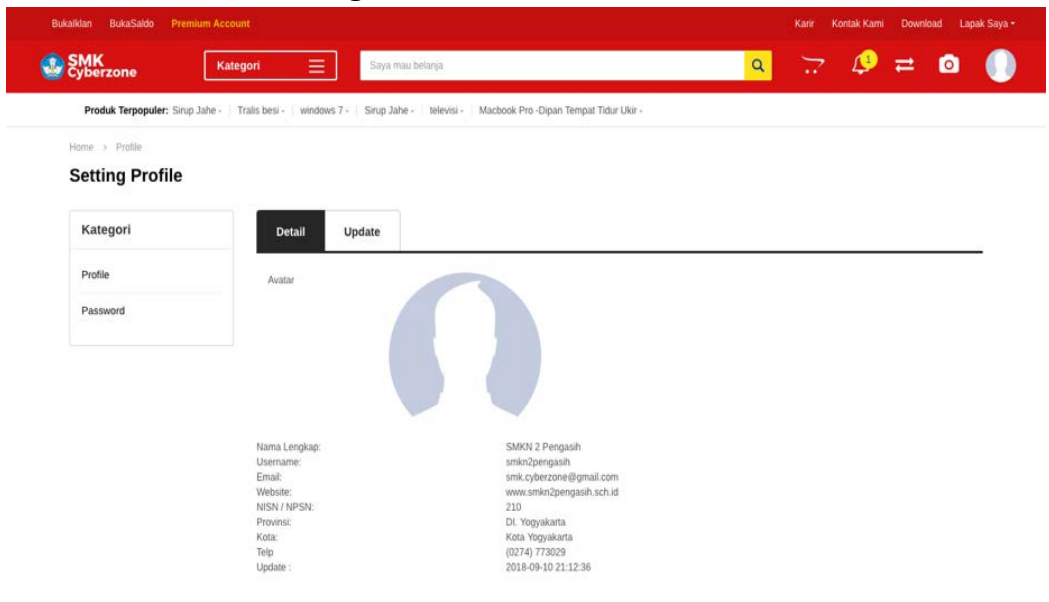 BukaIklan BukaSaldo Premium Account Karir Kontak Kami Download Lapak Saya
SMK Cyberzone
Kategori
Saya mau belanja
1
Produk Terpopuler: Sirup Jahe - Tralis besi - windows 7 - Sirup Jahe - televisi - Macbook Pro -Dipan Tempat Tidur Ukir -
Home > Profile
Setting Profile
Kategori
Profile
Password
Detail Update
Avatar
Nama Lengkap: SMKN 2 Pengasih
Username: smkn2pengasih
Email: smk.cyberzone@gmail.com
Website: www.smkn2pengasih.sch.id
NISN / NPSN: 210
Provinsi: DI. Yogyakarta
Kota: Kota Yogyakarta
Telp (0274) 773029
Update : 2018-09-10 21:12:36